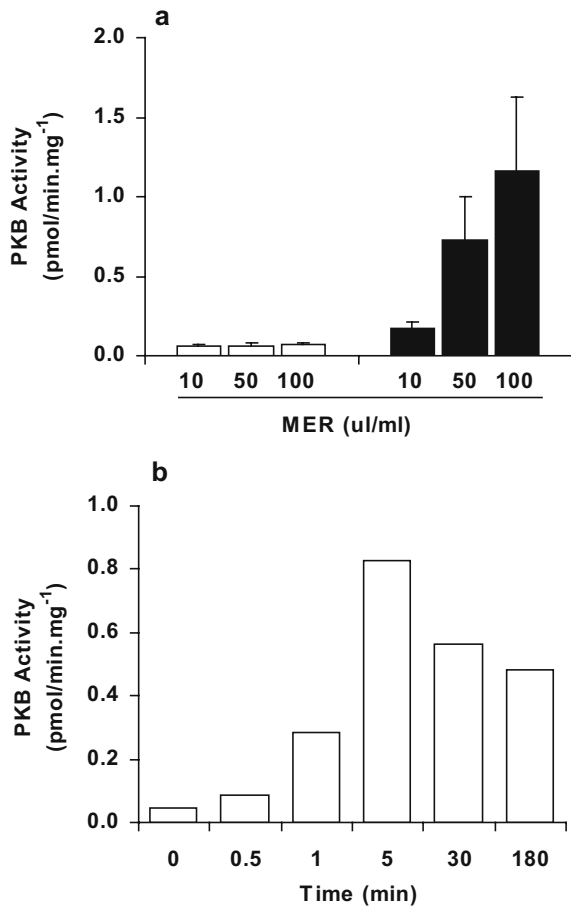 a
PKB Activity
(pmol/min.mg-1)
2.0
1.5
1.0
0.5
0.0
10 50 100 10 50 100
MER (ul/ml)
b
PKB Activity
(pmol/min.mg-1)
1.0
0.8
0.6
0.4
0.2
0.0
0 0.5 1 5 30 180
Time (min)